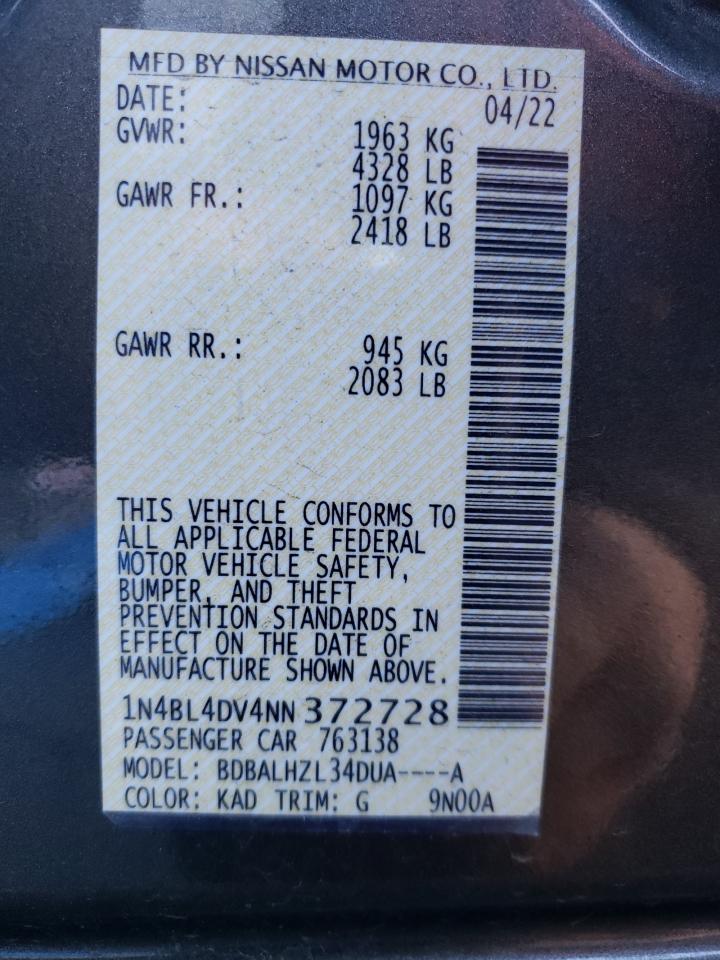 MFD BY NISSAN MOTOR CO., LTD.
DATE: 04/22
GVWR: 1963 KG
4328 LB
GAWR FR.: 1097 KG
2418 LB
GAWR RR.: 945 KG
2083 LB
THIS VEHICLE CONFORMS TO
ALL APPLICABLE FEDERAL
MOTOR VEHICLE SAFETY,
BUMPER, AND THEFT
PREVENTION STANDARDS IN
EFFECT ON THE DATE OF
MANUFACTURE SHOWN ABOVE.
1N4BL4DV4NN372728
PASSENGER CAR 763138
MODEL: BDBALHZL34DUA----A
COLOR: KAD TRIM: G 9N00A